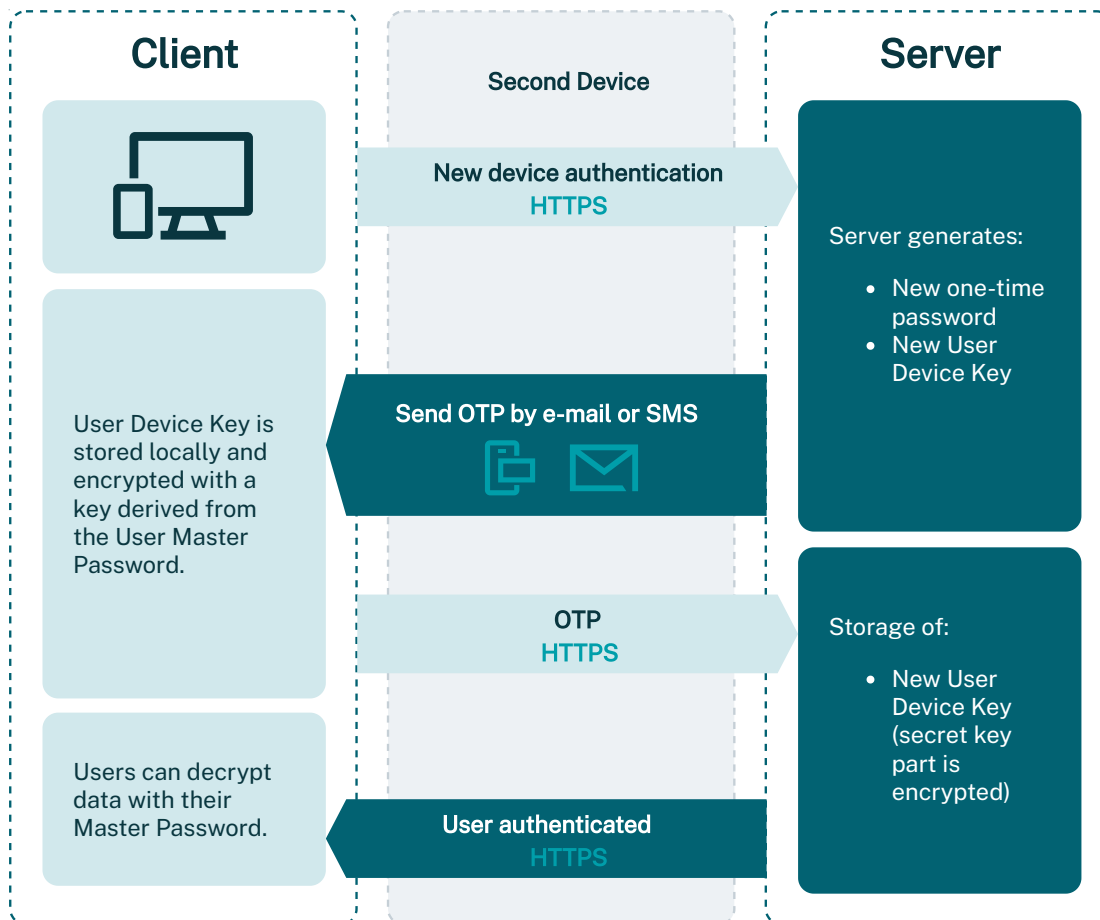 Client
Second Device
Server
New device authentication
HTTPS
Server generates:
• New one-time
password
• New User
Device Key
Send OTP by e-mail or SMS
User Device Key is
stored locally and
encrypted with a
key derived from
the User Master
Password.
OTP
HTTPS
Storage of:
• New User
Device Key
(secret key
part is
encrypted)
Users can decrypt
data with their
Master Password.
User authenticated
HTTPS